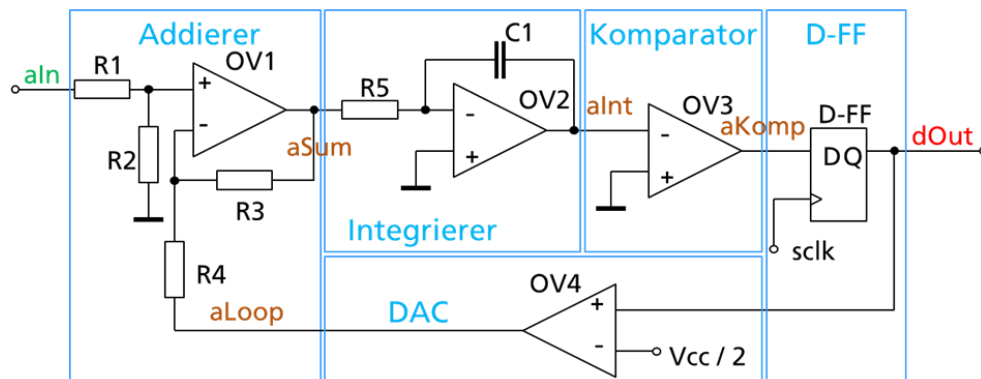 Addierer
C1
Komparator
D-FF
aIn
R1
OV1
R5
OV2
aInt
OV3
aKomp
D-FF
dOut
+
-
-
+
-
+
DQ
R2
aSum
R3
Integrierer
sclk
R4
OV4
aLoop
DAC
+
-
Vcc / 2